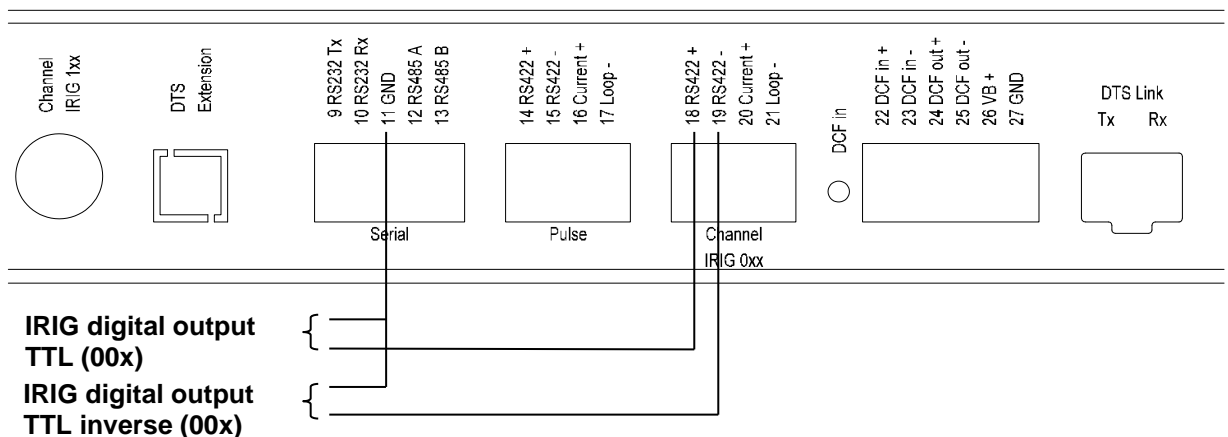 Channel
IRIG 1xx
DTS
Extension
9 RS232 Tx
10 RS232 Rx
11 GND
12 RS485 A
13 RS485 B
Serial
14 RS422 +
15 RS422 -
16 Current +
17 Loop -
Pulse
18 RS422 +
19 RS422 -
20 Current +
21 Loop -
Channel
IRIG 0xx
DCF in
22 DCF in +
23 DCF in -
24 DCF out +
25 DCF out -
26 VB +
27 GND
DTS Link
Tx Rx
IRIG digital output
TTL (00x)
IRIG digital output
TTL inverse (00x)